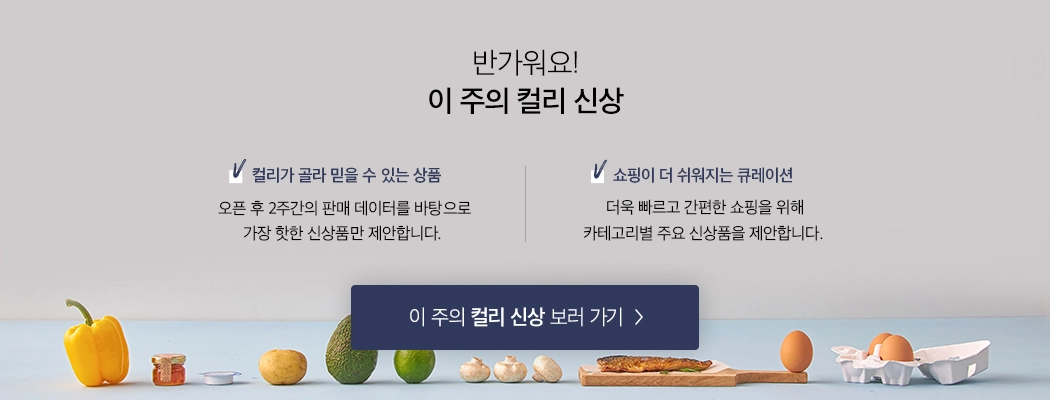 반가워요!
이 주의 컬리 신상
컬리가 골라 믿을 수 있는 상품
오픈 후 2주간의 판매 데이터를 바탕으로
가장 핫한 신상품만 제안합니다.
쇼핑이 더 쉬워지는 큐레이션
더욱 빠르고 간편한 쇼핑을 위해
카테고리별 주요 신상품을 제안합니다.
이 주의 컬리 신상 보러 가기 >